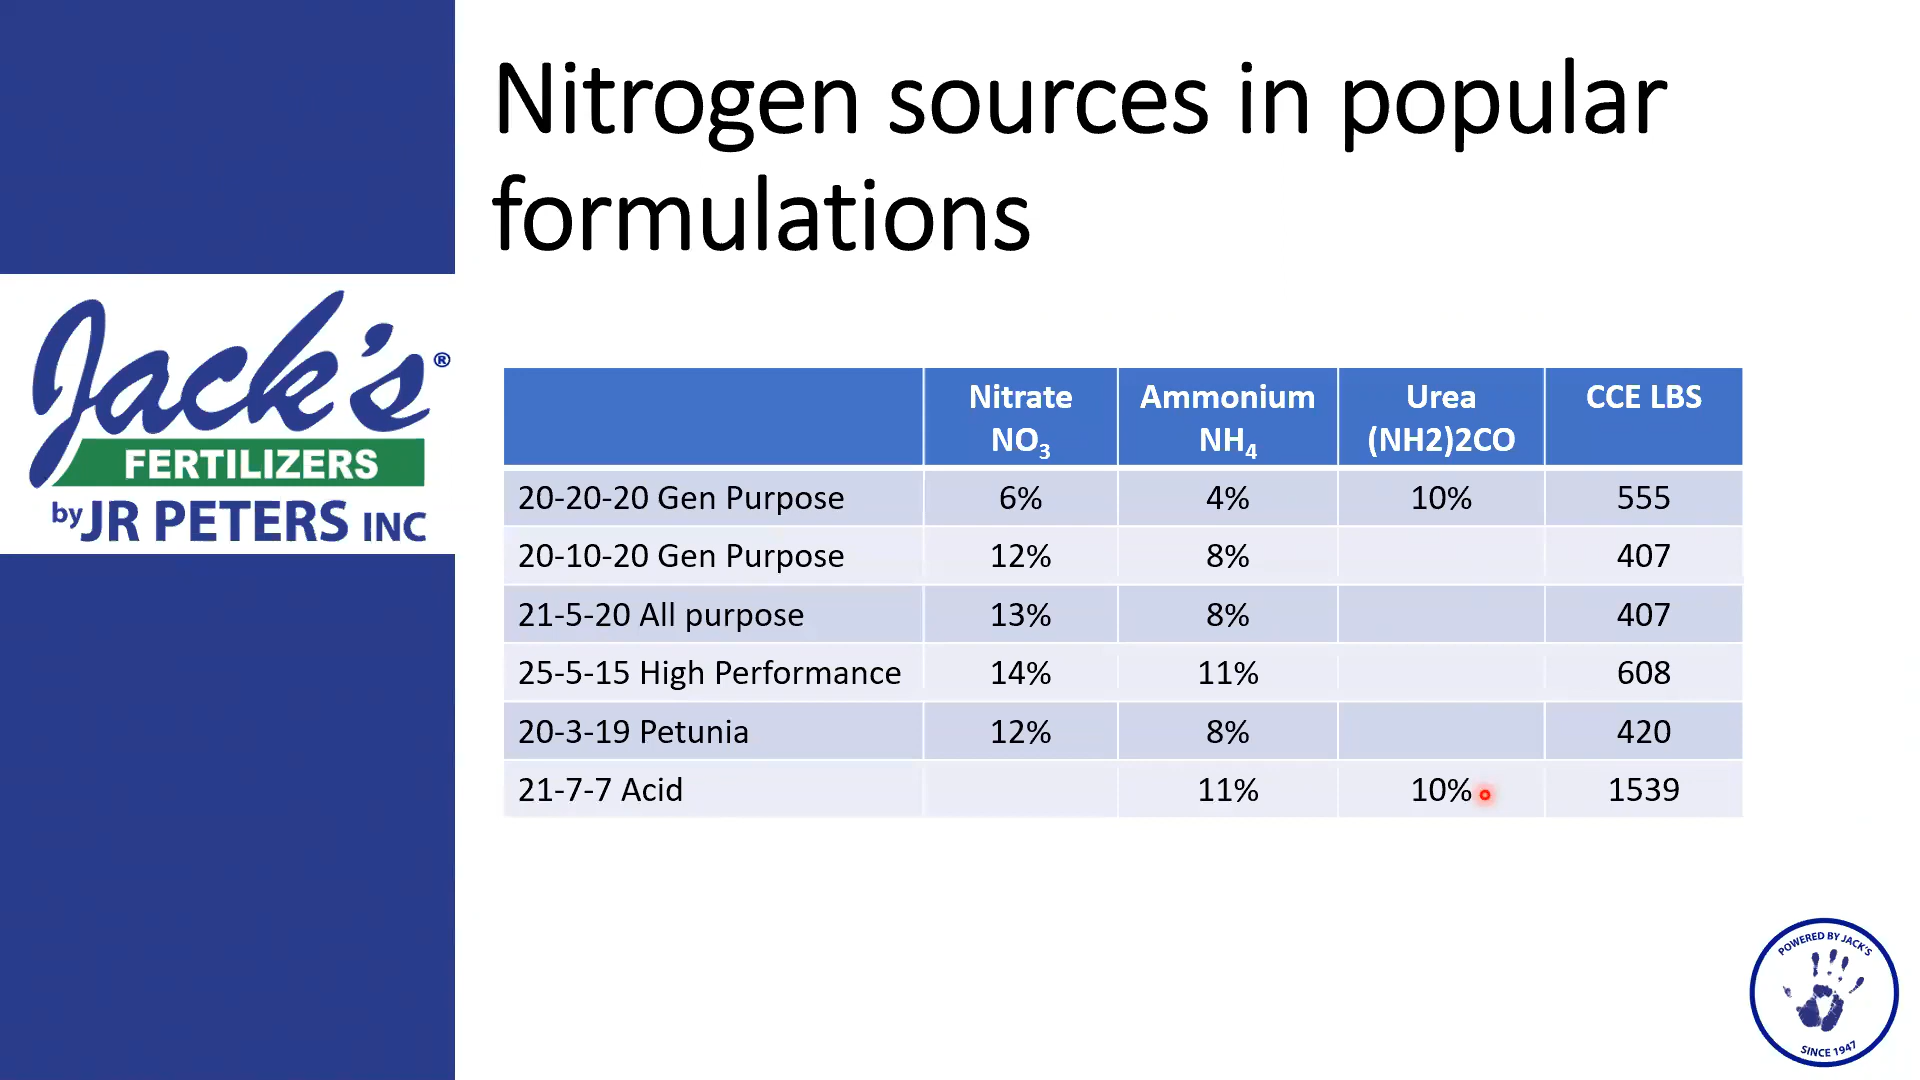 Nitrogen sources in popular
formulations
Jack's®
FERTILIZERS
by JR PETERS INC
Nitrate Ammonium Urea CCE LBS
NO3 NH4 (NH2)2CO
20-20-20 Gen Purpose 6% 4% 10% 555
20-10-20 Gen Purpose 12% 8% 407
21-5-20 All purpose 13% 8% 407
25-5-15 High Performance 14% 11% 608
20-3-19 Petunia 12% 8% 420
21-7-7 Acid 11% 10% 1539
POWERED BY JACK'S
SINCE 1947